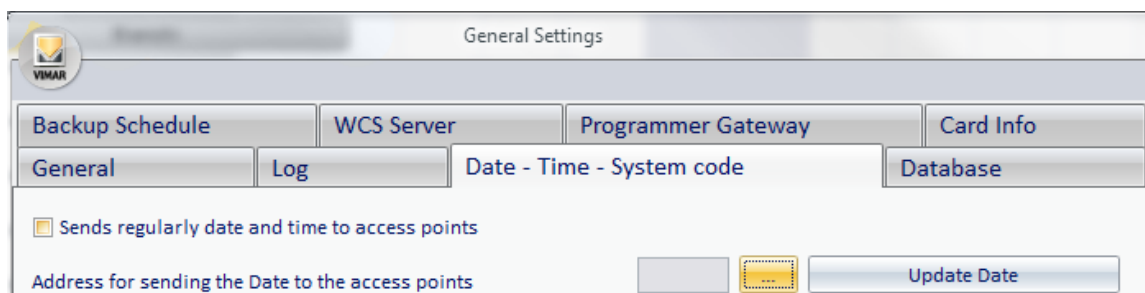 General Settings
VIMAR
Backup Schedule WCS Server Programmer Gateway Card Info
General Log Date - Time - System code Database
Sends regularly date and time to access points
Address for sending the Date to the access points ... Update Date